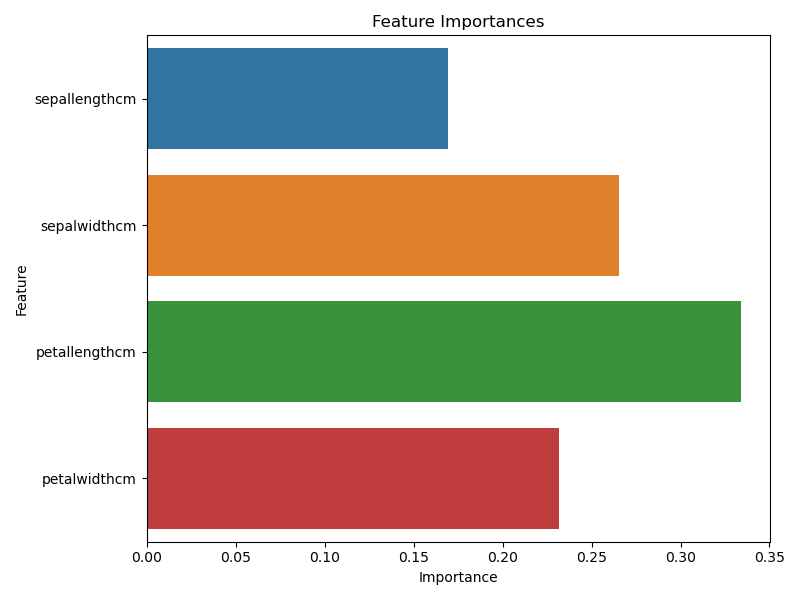 Feature Importances
sepallengthcm
sepalwidthcm
petallengthcm
petalwidthcm
Feature
0.00 0.05 0.10 0.15 0.20 0.25 0.30 0.35
Importance